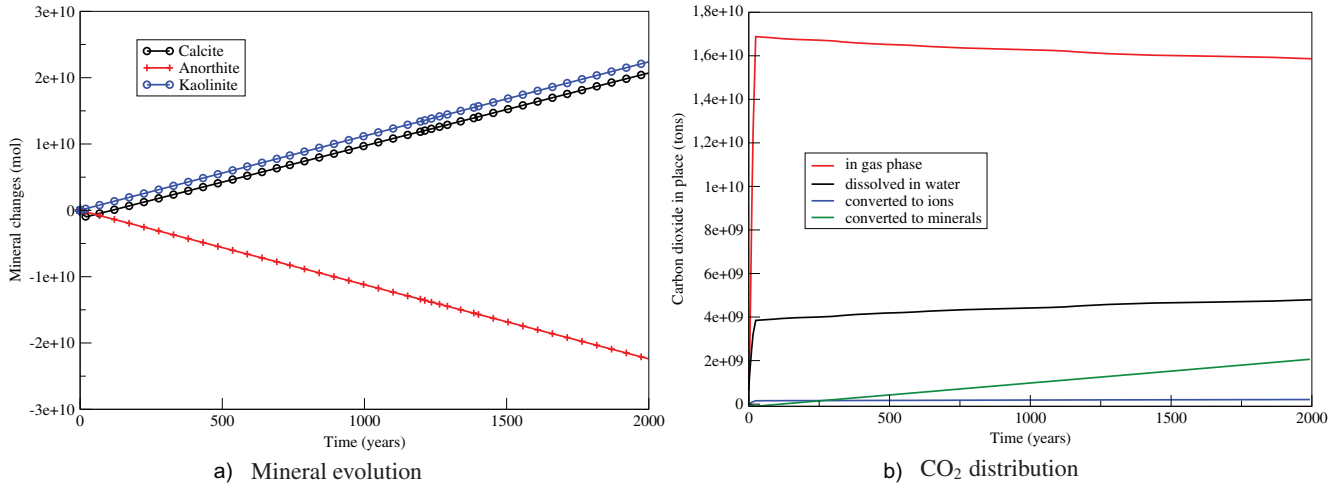 3e+10
2e+10
1e+10
0
-1e+10
-2e+10
-3e+10
Mineral changes (mol)
Calcite
Anorthite
Kaolinite
0
500
1000
1500
2000
Time (years)
a) Mineral evolution
1,8e+10
1,6e+10
1,4e+10
1,2e+10
1e+10
8e+09
6e+09
4e+09
2e+09
0
Carbon dioxide in place (tons)
in gas phase
dissolved in water
converted to ions
converted to minerals
0
500
1000
1500
2000
Time (years)
b) CO₂ distribution